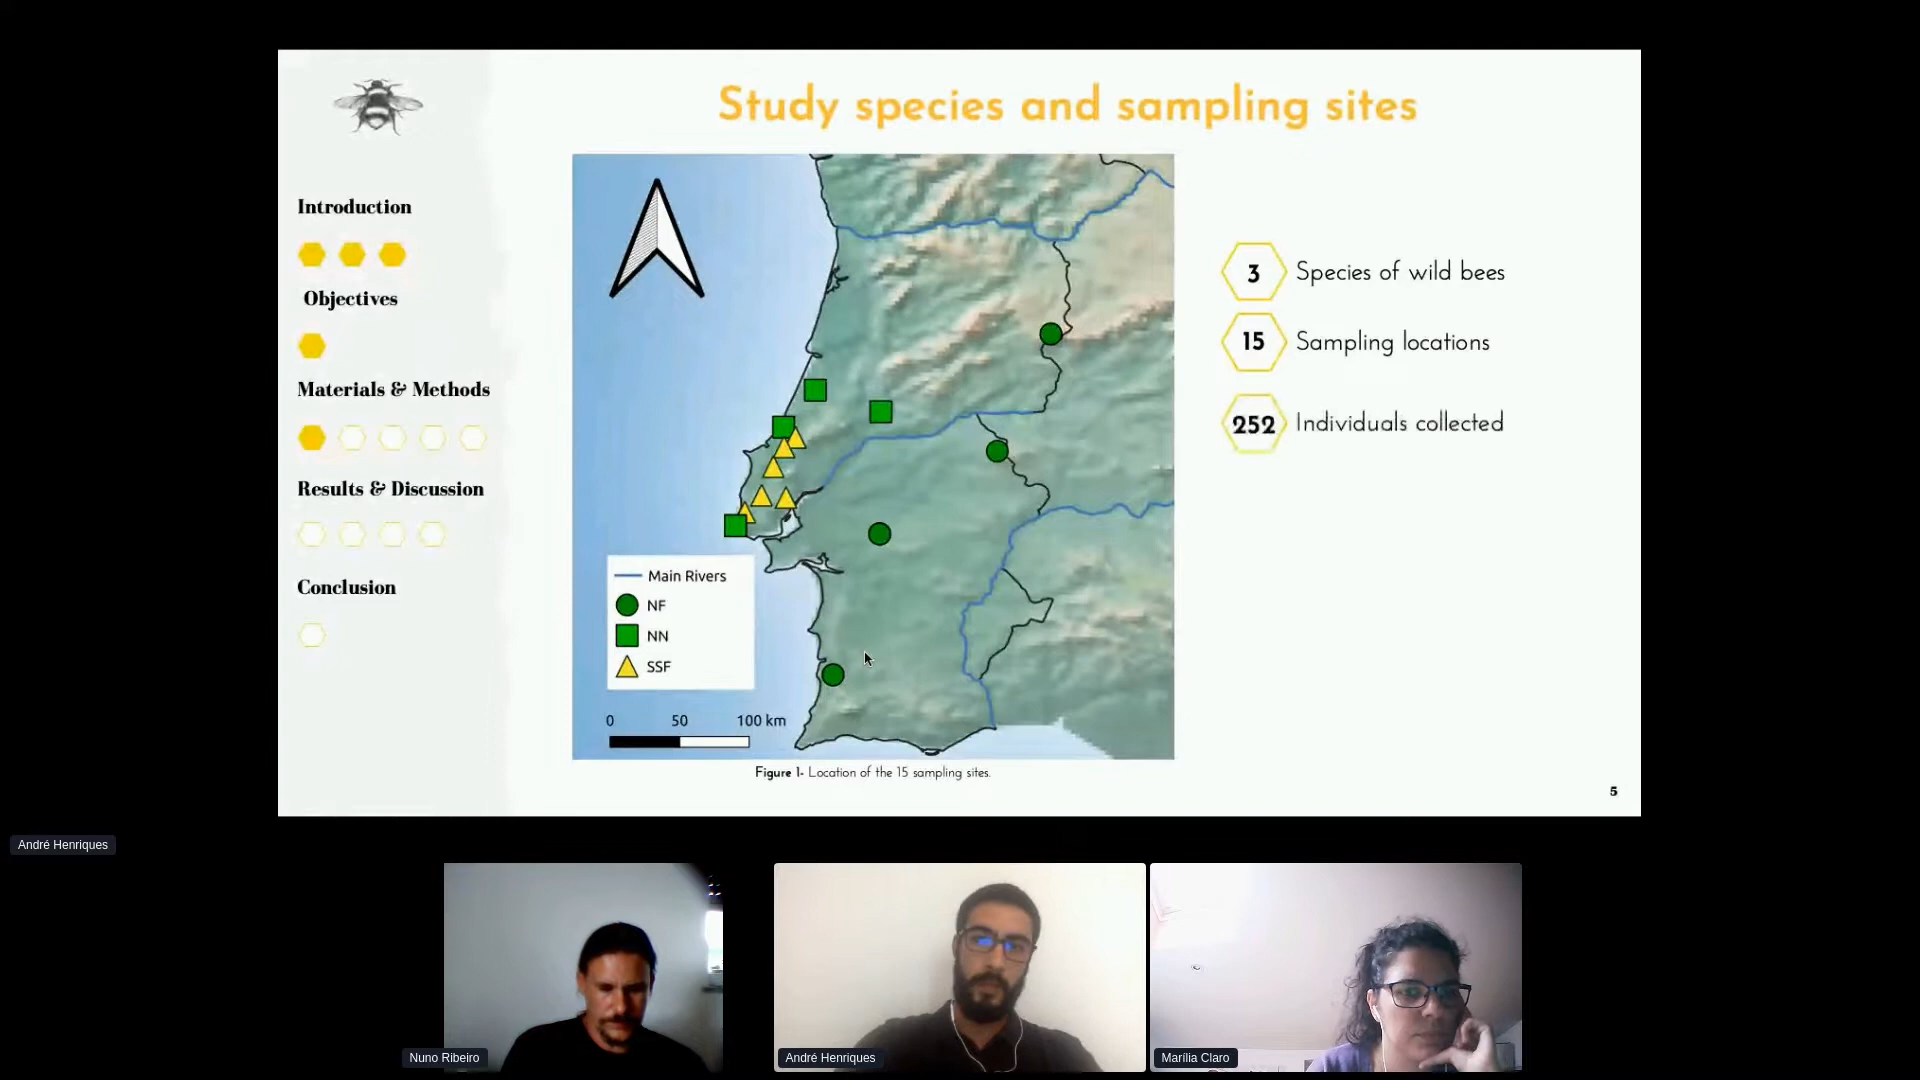 Study species and sampling sites
Introduction
Objectives
Materials & Methods
Results & Discussion
Conclusion
Main Rivers
NF
NN
SSF
0 50 100 km
Figure 1- Location of the 15 sampling sites.
3 Species of wild bees
15 Sampling locations
252 Individuals collected
5
André Henriques
Nuno Ribeiro
André Henriques
Marília Claro